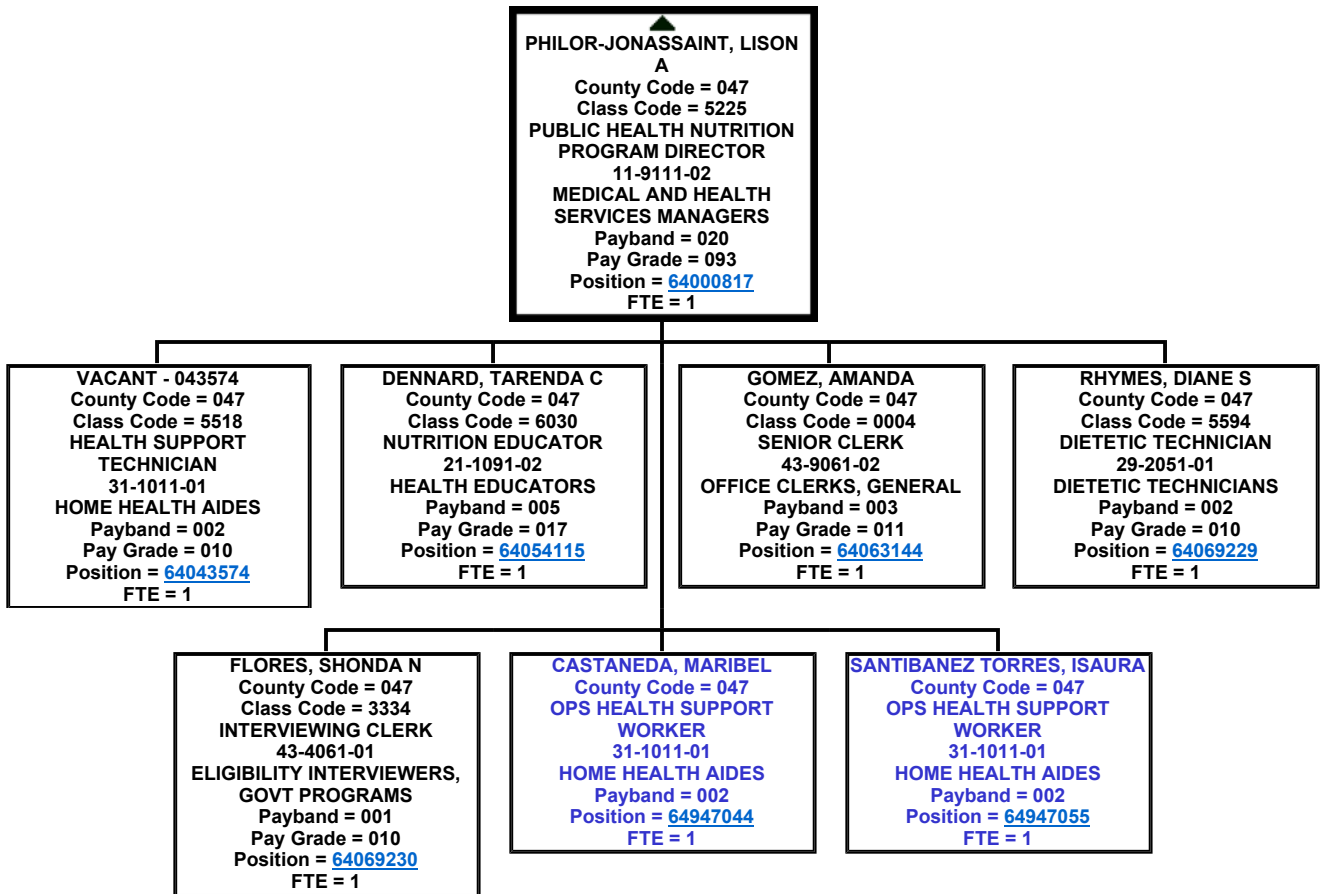 PHILOR-JONASSAINT, LISON
A
County Code = 047
Class Code = 5225
PUBLIC HEALTH NUTRITION
PROGRAM DIRECTOR
11-9111-02
MEDICAL AND HEALTH
SERVICES MANAGERS
Payband = 020
Pay Grade = 093
Position = 64000817
FTE = 1
VACANT - 043574
County Code = 047
Class Code = 5518
HEALTH SUPPORT
TECHNICIAN
31-1011-01
HOME HEALTH AIDES
Payband = 002
Pay Grade = 010
Position = 64043574
FTE = 1
DENNARD, TARENDA C
County Code = 047
Class Code = 6030
NUTRITION EDUCATOR
21-1091-02
HEALTH EDUCATORS
Payband = 005
Pay Grade = 017
Position = 64054115
FTE = 1
GOMEZ, AMANDA
County Code = 047
Class Code = 0004
SENIOR CLERK
43-9061-02
OFFICE CLERKS, GENERAL
Payband = 003
Pay Grade = 011
Position = 64063144
FTE = 1
RHYMES, DIANE S
County Code = 047
Class Code = 5594
DIETETIC TECHNICIAN
29-2051-01
DIETETIC TECHNICIANS
Payband = 002
Pay Grade = 010
Position = 64069229
FTE = 1
FLORES, SHONDA N
County Code = 047
Class Code = 3334
INTERVIEWING CLERK
43-4061-01
ELIGIBILITY INTERVIEWERS,
GOVT PROGRAMS
Payband = 001
Pay Grade = 010
Position = 64069230
FTE = 1
CASTANEDA, MARIBEL
County Code = 047
OPS HEALTH SUPPORT
WORKER
31-1011-01
HOME HEALTH AIDES
Payband = 002
Position = 64947044
FTE = 1
SANTIBANEZ TORRES, ISAURA
County Code = 047
OPS HEALTH SUPPORT
WORKER
31-1011-01
HOME HEALTH AIDES
Payband = 002
Position = 64947055
FTE = 1